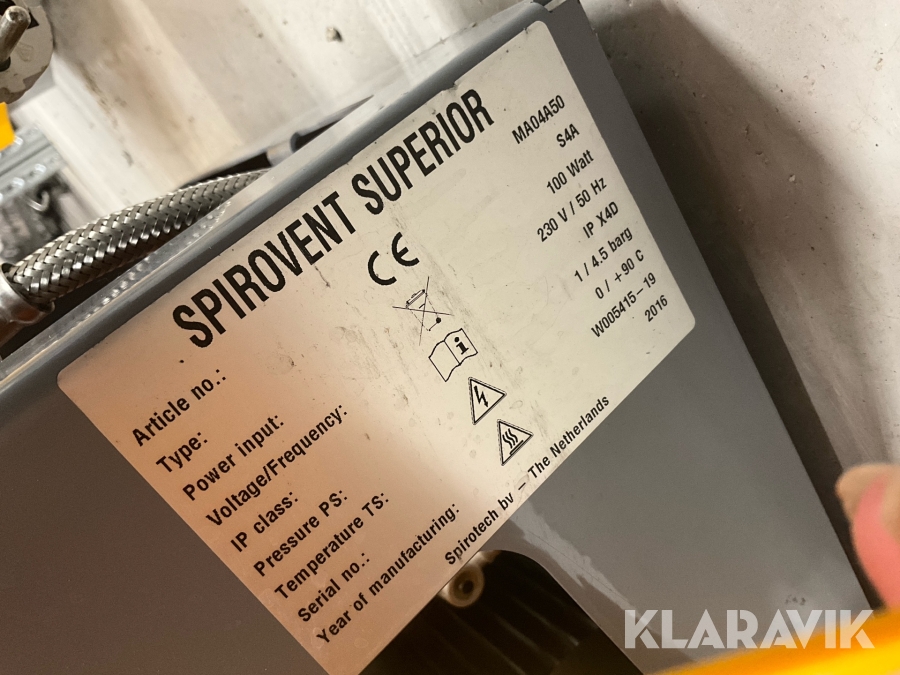 SPIROVENT SUPERIOR
CE
Article no.: MA04A50
Type: S4A
Power input: 100 Watt
Voltage/Frequency: 230 V / 50 Hz
IP class: IP X4D
Pressure PS: 1 / 4.5 barg
Temperature TS: 0 / +90 C
Serial no.: W005415-19
Year of manufacturing: 2016
Spirotech bv - The Netherlands
KLARAVIK